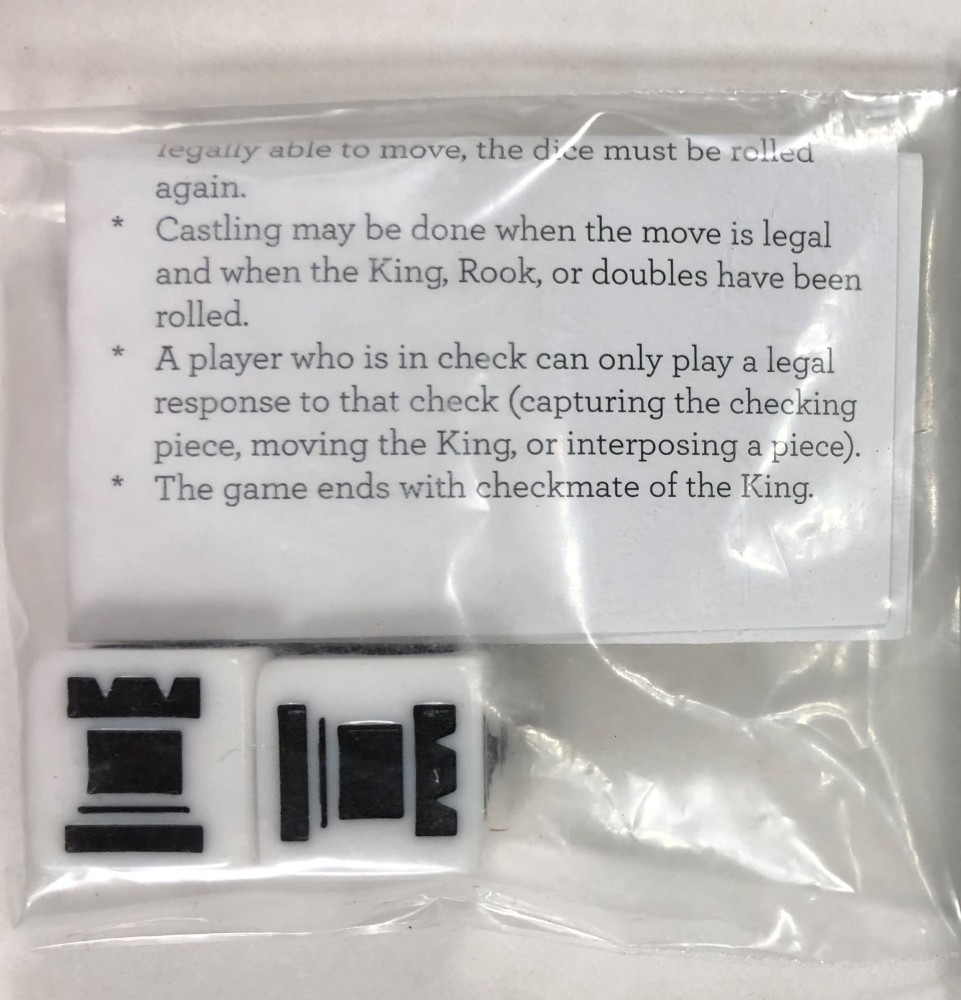 legally able to move, the dice must be rolled
again.
* Castling may be done when the move is legal
and when the King, Rook, or doubles have been
rolled.
* A player who is in check can only play a legal
response to that check (capturing the checking
piece, moving the King, or interposing a piece).
* The game ends with checkmate of the King.